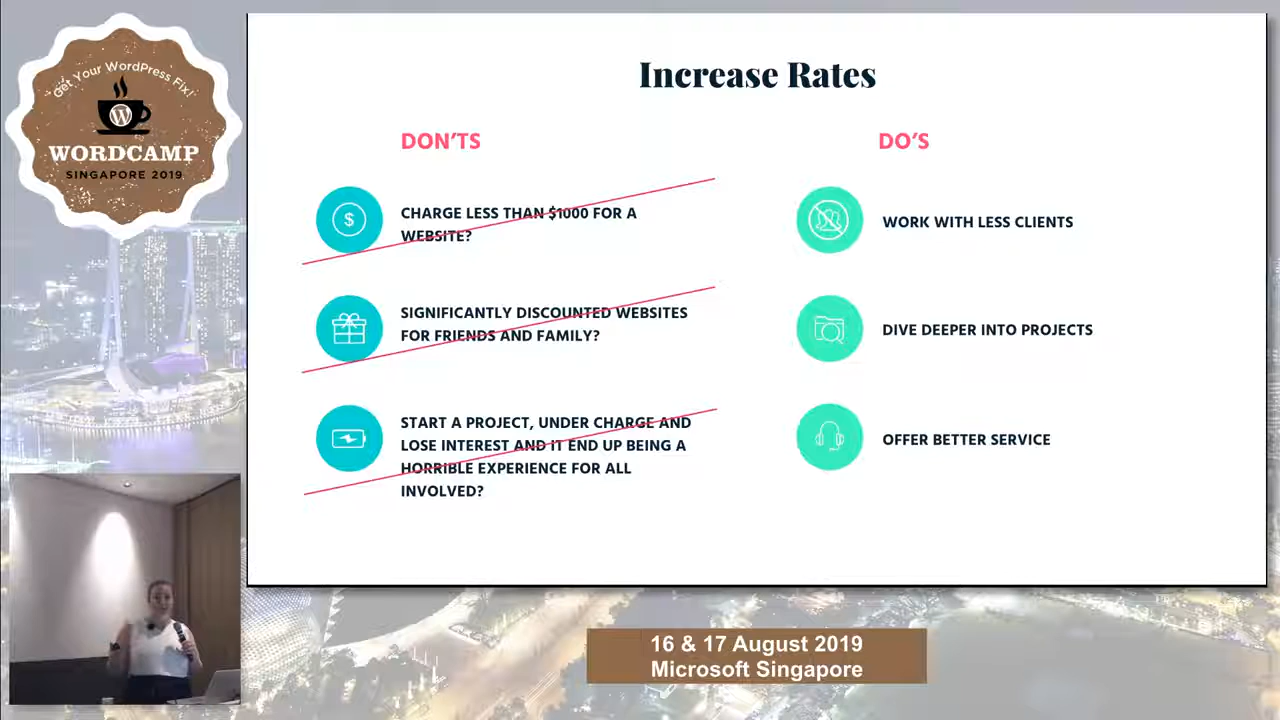 Get Your WordPress Fix!
WORDCAMP
SINGAPORE 2019
Increase Rates
DON'TS
$
CHARGE LESS THAN $1000 FOR A
WEBSITE?
SIGNIFICANTLY DISCOUNTED WEBSITES
FOR FRIENDS AND FAMILY?
START A PROJECT, UNDER CHARGE AND
LOSE INTEREST AND IT END UP BEING A
HORRIBLE EXPERIENCE FOR ALL
INVOLVED?
DO'S
WORK WITH LESS CLIENTS
DIVE DEEPER INTO PROJECTS
OFFER BETTER SERVICE
16 & 17 August 2019
Microsoft Singapore